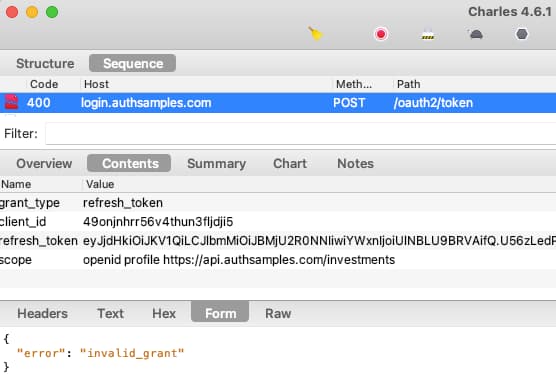 Charles 4.6.1
Structure Sequence
Code Host Meth... Path
400 login.authsamples.com POST /oauth2/token
Filter:
Overview Contents Summary Chart Notes
Name Value
grant_type refresh_token
client_id 49onjnhrr56v4thun3fljdji5
refresh_token
scope openid profile https://api.authsamples.com/investments
Headers Text Hex Form Raw
{
"error": "invalid_grant"
}